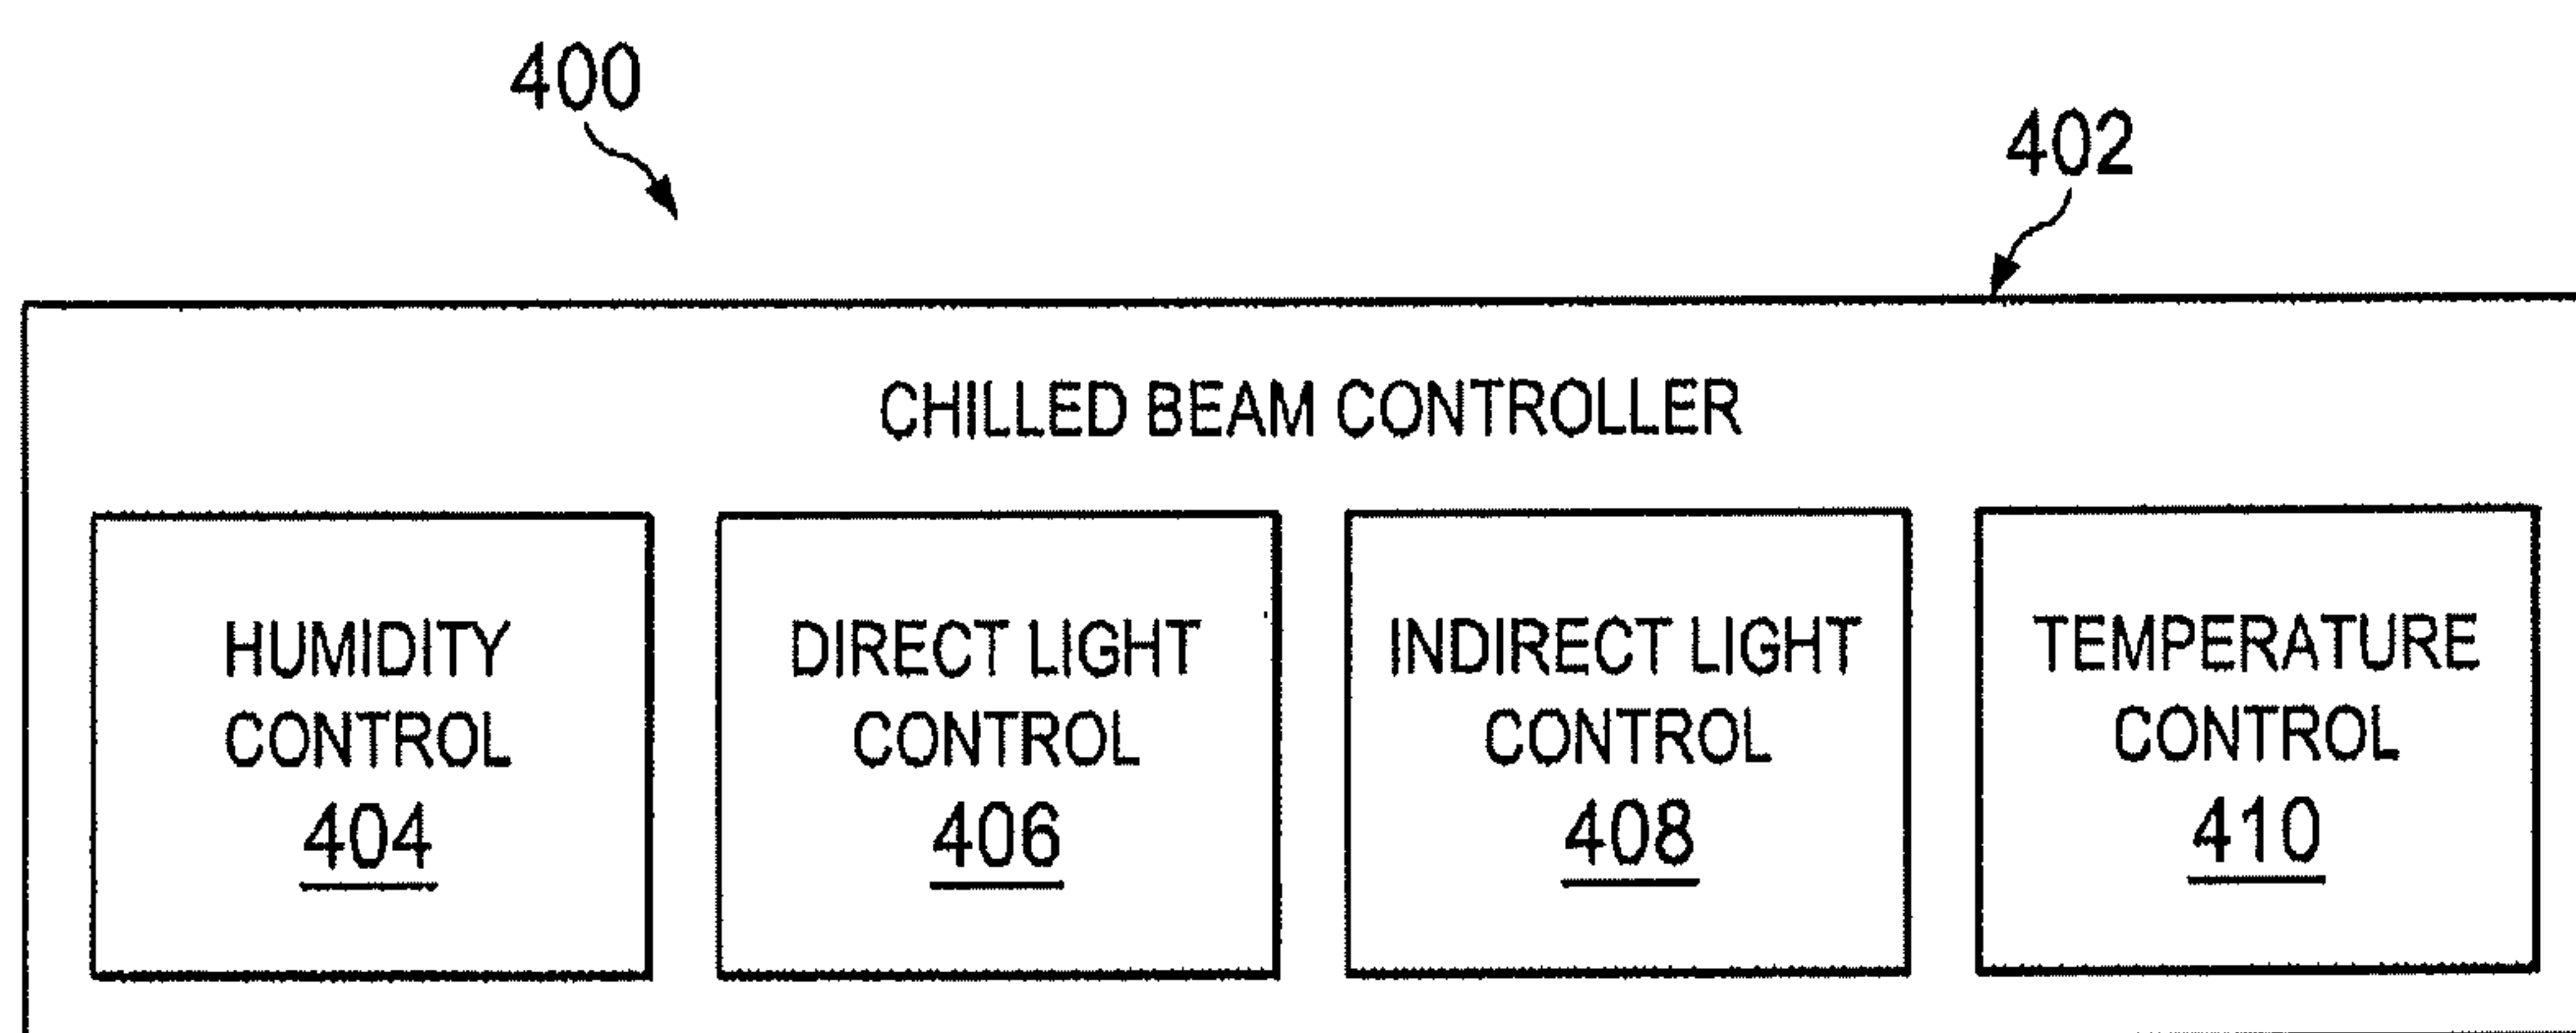 400
402
CHILLED BEAM CONTROLLER
HUMIDITY
CONTROL
404
DIRECT LIGHT
CONTROL
406
INDIRECT LIGHT
CONTROL
408
TEMPERATURE
CONTROL
410